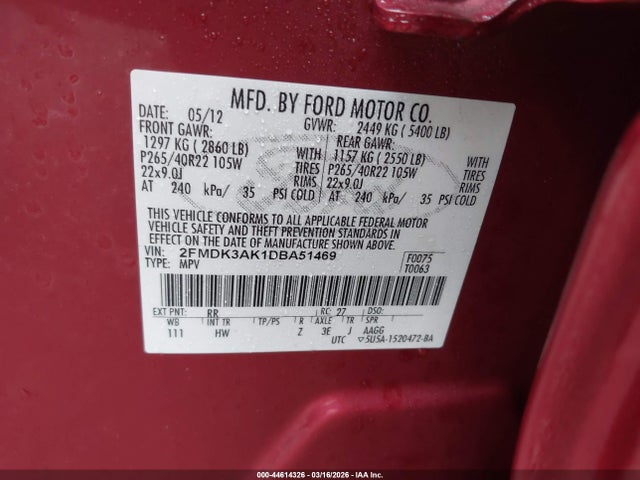 MFD. BY FORD MOTOR CO.
DATE: 05/12 GVWR: 2449 KG ( 5400 LB)
FRONT GAWR: REAR GAWR:
1297 KG ( 2860 LB) WITH 1157 KG ( 2550 LB) WITH
P265/40R22 105W TIRES P265/40R22 105W TIRES
22x9.0J RIMS 22x9.0J RIMS
AT 240 kPa/ 35 PSI COLD AT 240 kPa/ 35 PSI COLD
THIS VEHICLE CONFORMS TO ALL APPLICABLE FEDERAL MOTOR
VEHICLE SAFETY AND THEFT PREVENTION STANDARDS IN
EFFECT ON THE DATE OF MANUFACTURE SHOWN ABOVE.
VIN: 2FMDK3AK1DBA51469 F0075
TYPE: MPV T0063
EXT PNT: RR RC: 27 DSO:
WB INT TR TP/PS R AXLE TR SPR
111 HW Z 3E J AAGG
UTC ▽5U5A-1520472-BA
000-44614326 | 03/16/2026 | IAA Inc.